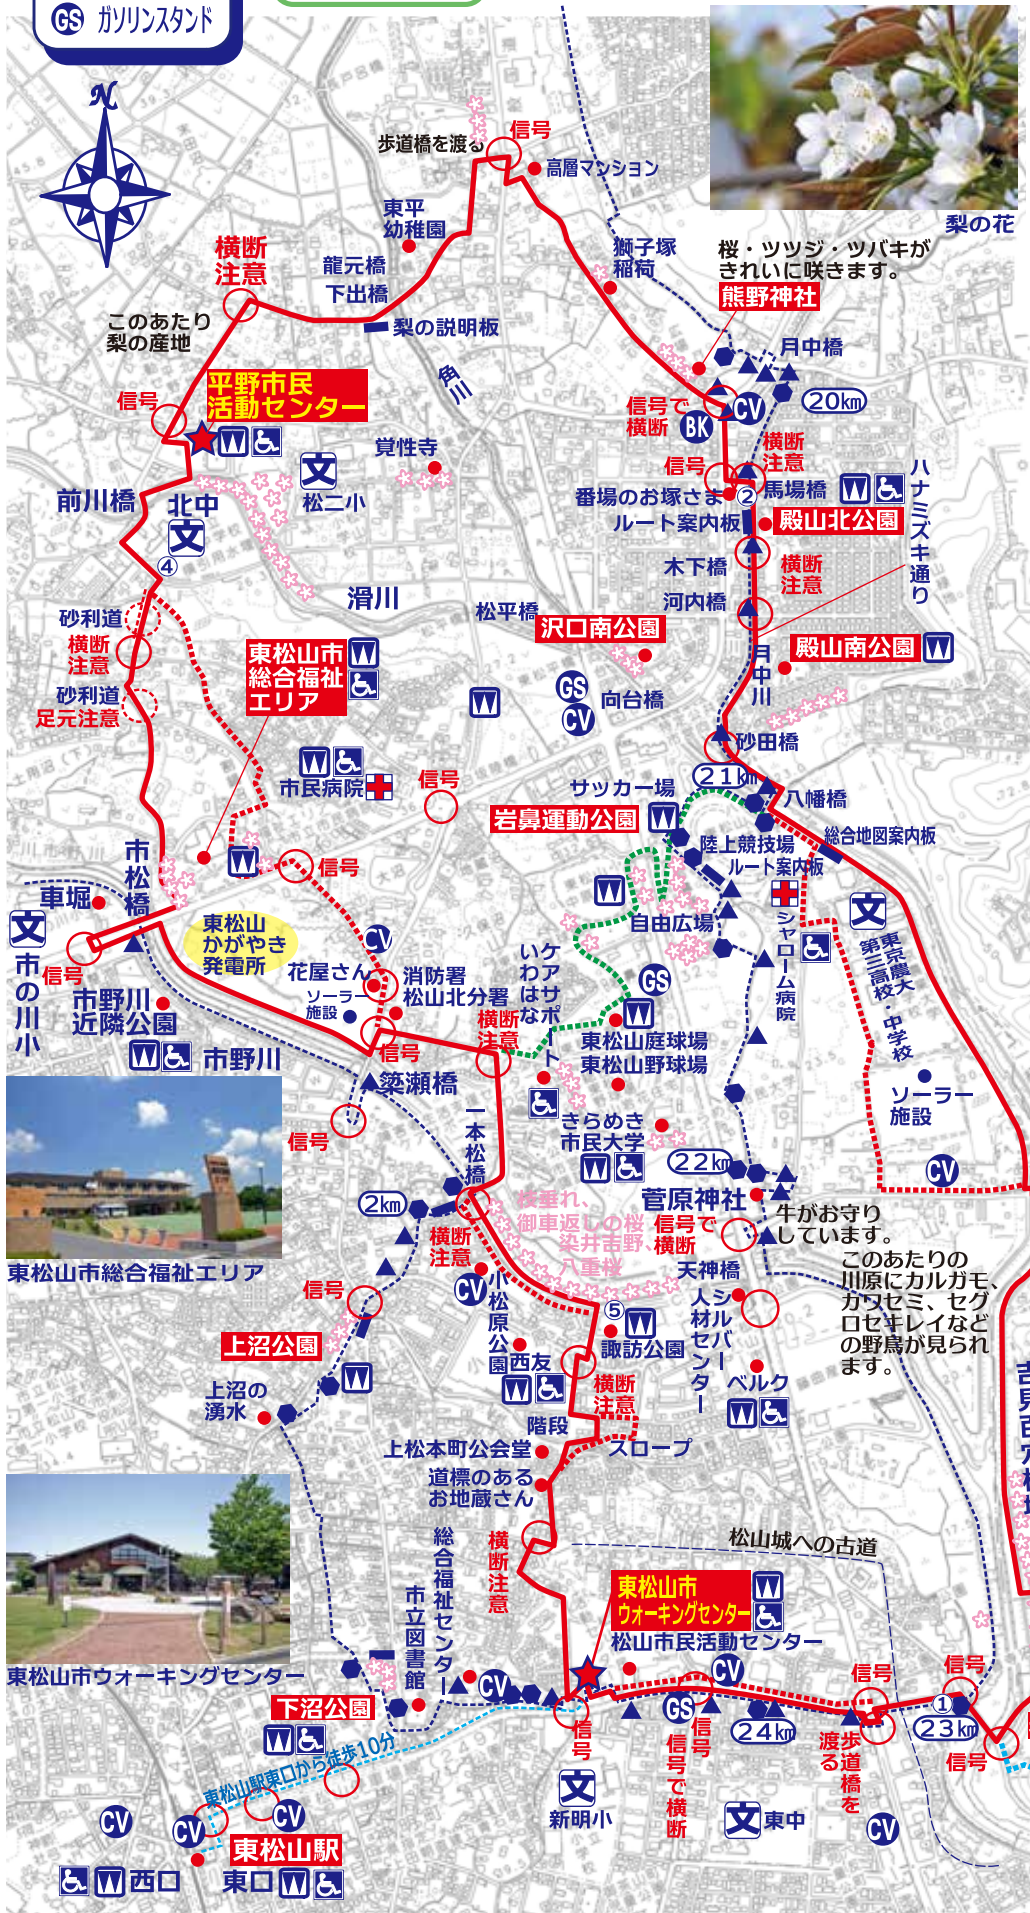 GS ガソリンスタンド
N
信号
歩道橋を渡る
高層マンション
梨の花
東平
幼稚園
横断
注意
龍元橋
下出橋
獅子塚
稲荷
桜・ツツジ・ツバキが
きれいに咲きます。
熊野神社
このあたり
梨の産地
梨の説明板
月中橋
角川
平野市民
活動センター
信号
信号で
横断
BK
CV
20km
覚性寺
横断
注意
信号
前川橋
北中
文
文
松二小
番場のお塚さま
②
馬場橋
ルート案内板
殿山北公園
ハナミズキ通り
④
木下橋
横断
注意
砂利道
滑川
松平橋
河内橋
横断
注意
沢口南公園
殿山南公園
東松山市
総合福祉
エリア
月中川
砂利道
足元注意
GS
CV
向台橋
砂田橋
市民病院
信号
サッカー場
21km
八幡橋
岩鼻運動公園
陸上競技場
総合地図案内板
ルート案内板
市松橋
信号
車堀
文
市の川小
信号
東松山
かがやき
発電所
CV
自由広場
シャローム病院
文
東京農大
第三高校・中学校
花屋さん
消防署
松山北分署
ソーラー
施設
ケアサポート
いわはな
GS
市野川
近隣公園
市野川
横断
注意
信号
東松山庭球場
東松山野球場
ソーラー
施設
簗瀬橋
信号
一本松橋
きらめき
市民大学
CV
22km
2km
菅原神社
枝垂れ、
御車返しの桜
染井吉野、
八重桜
信号で
横断
牛がお守り
しています。
横断
注意
天神橋
このあたりの
川原にカルガモ、
カワセミ、セグ
ロセキレイなど
の野鳥が見られ
ます。
東松山市総合福祉エリア
信号
CV
小松原公園
⑤
シルバー
人材センター
上沼公園
諏訪公園
西友
ベルク
横断
注意
上沼の
湧水
階段
スロープ
上松本町公会堂
道標のある
お地蔵さん
吉見百穴
横断注意
松山城への古道
総合福祉センター
市立図書館
東松山市
ウォーキングセンター
松山市民活動センター
東松山市ウォーキングセンター
下沼公園
CV
CV
信号
信号
①
GS
24km
23km
信号
信号
信号で横断
歩道橋を
渡る
信号
東松山駅東口から徒歩10分
文
新明小
文
東中
CV
CV
CV
CV
東松山駅
西口
東口